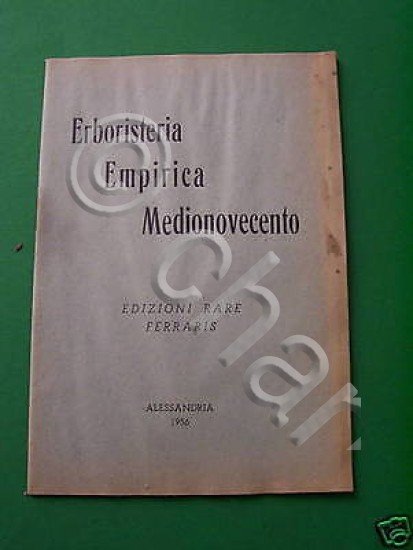 Erboristeria
Empirica
Medionovecento
EDIZIONI RARE
FERRARIS
ALESSANDRIA
1956
© char